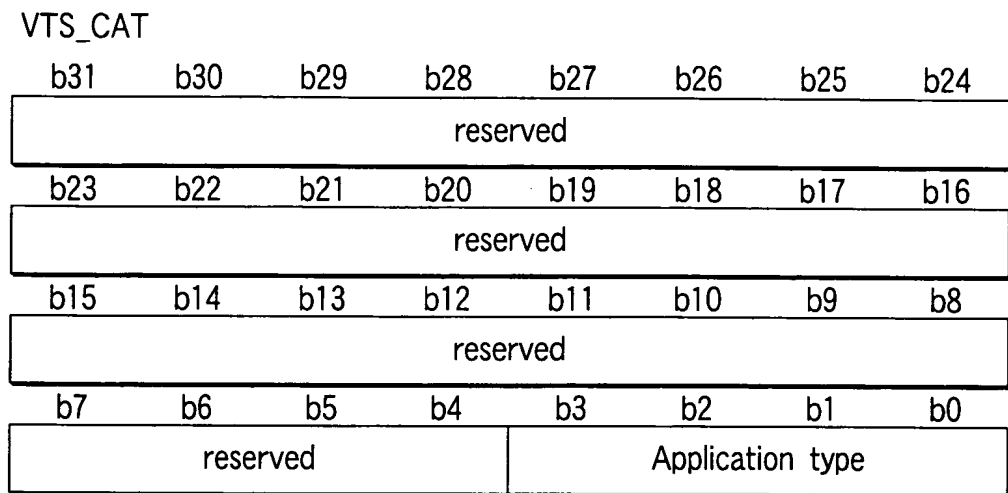 VTS_CAT
b31 b30 b29 b28 b27 b26 b25 b24
reserved
b23 b22 b21 b20 b19 b18 b17 b16
reserved
b15 b14 b13 b12 b11 b10 b9 b8
reserved
b7 b6 b5 b4 b3 b2 b1 b0
reserved Application type